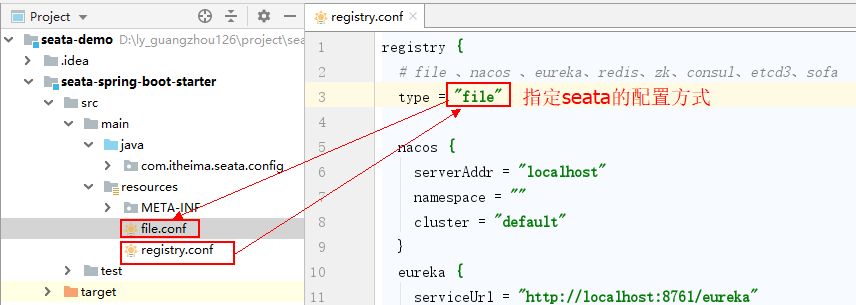 Project
seata-demo D:\ly_guangzhou126\project\sea
.idea
seata-spring-boot-starter
src
main
java
com.itheima.seata.config
resources
META-INF
file.conf
registry.conf
test
target
registry.conf
1 registry {
2 # file 、nacos 、eureka、redis、zk、consul、etcd3、sofa
3 type = "file" 指定seata的配置方式
4
5 nacos {
6 serverAddr = "localhost"
7 namespace = ""
8 cluster = "default"
9 }
10 eureka {
11 serviceUrl = "http://localhost:8761/eureka"